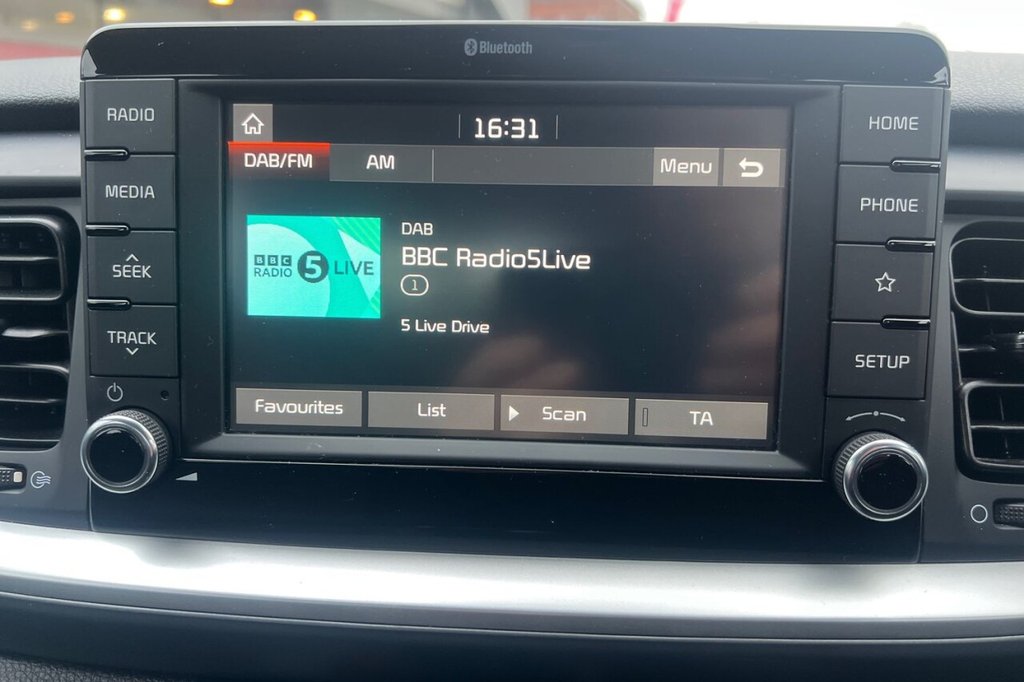 Bluetooth
RADIO
MEDIA
SEEK
TRACK
16:31
DAB/FM
AM
Menu
BBC
RADIO 5 LIVE
DAB
BBC Radio5Live
1
5 Live Drive
Favourites
List
Scan
TA
HOME
PHONE
SETUP